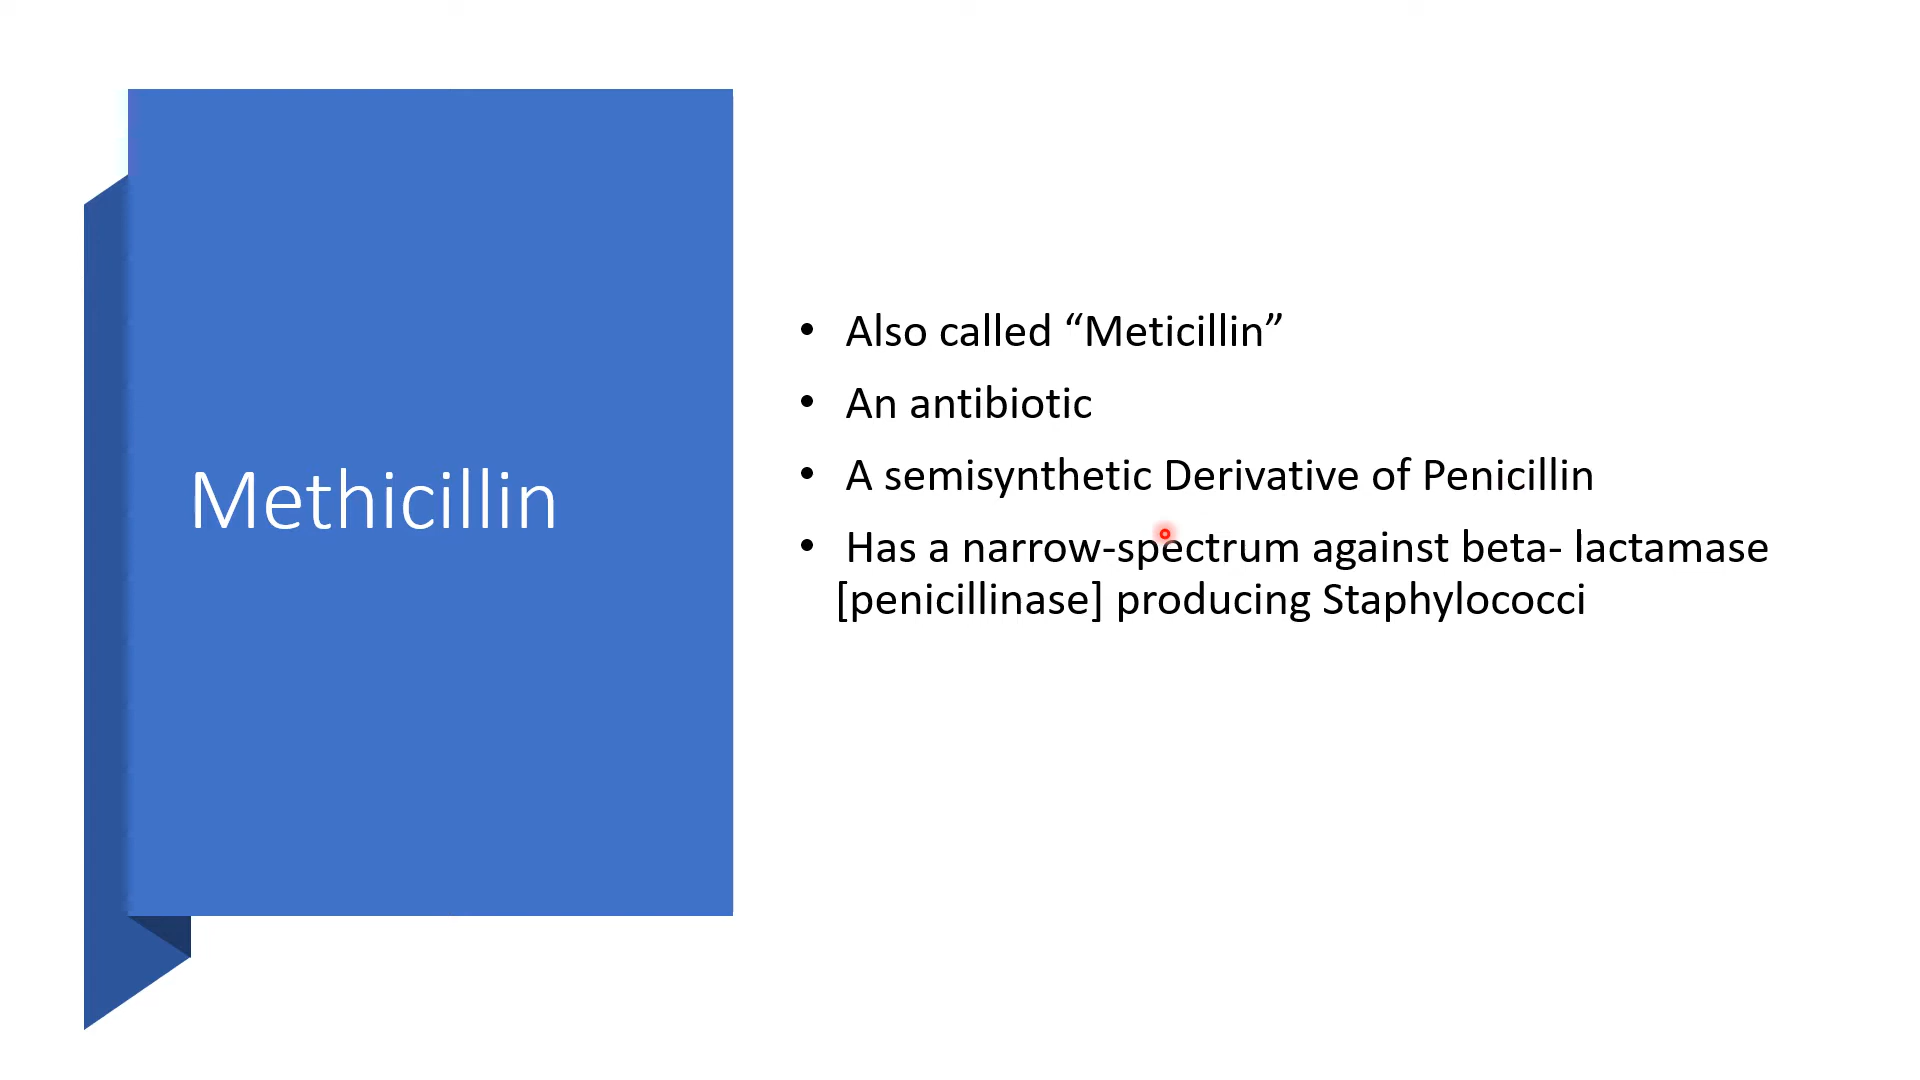 Methicillin
• Also called “Meticillin”
• An antibiotic
• A semisynthetic Derivative of Penicillin
• Has a narrow-spectrum against beta- lactamase
[penicillinase] producing Staphylococci